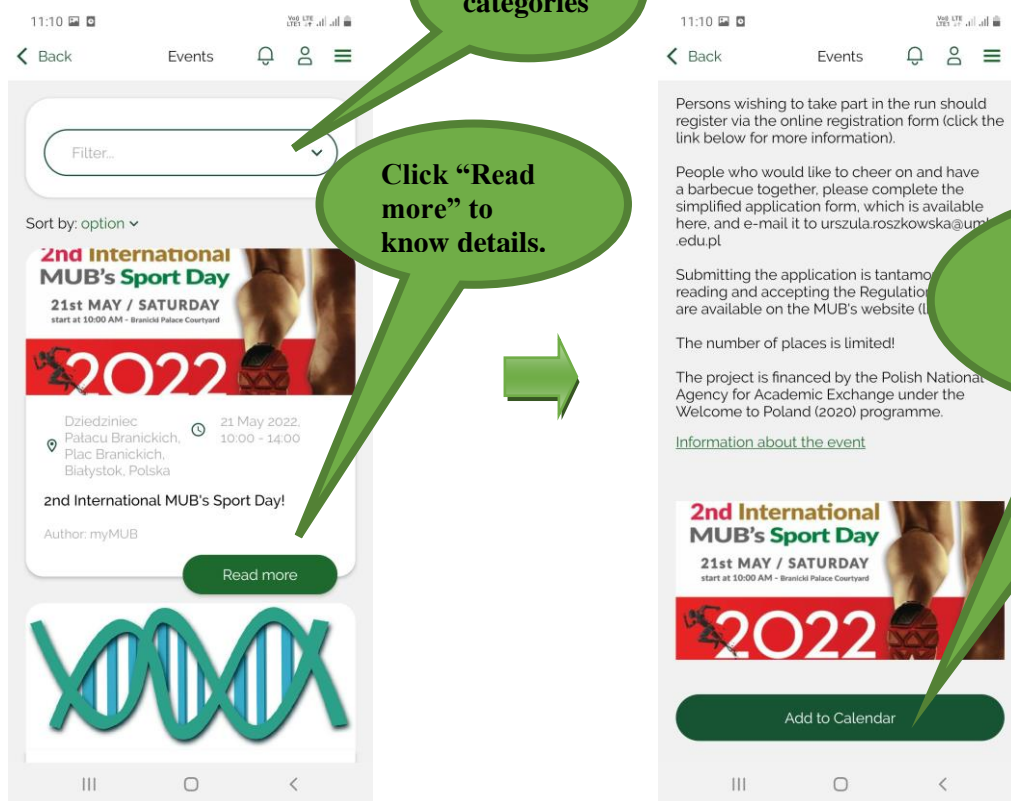 categories
11:10
Back
Events
Filter...
Sort by: option
2nd International
MUB's Sport Day
21st MAY / SATURDAY
start at 10:00 AM - Branicki Palace Courtyard
2022
Dziedziniec
Pałacu Branickich,
Plac Branickich,
Białystok, Polska
21 May 2022,
10:00 - 14:00
2nd International MUB's Sport Day!
Author: myMUB
Read more
Click “Read
more” to
know details.
11:10
Back
Events
Persons wishing to take part in the run should
register via the online registration form (click the
link below for more information).
People who would like to cheer on and have
a barbecue together, please complete the
simplified application form, which is available
here, and e-mail it to urszula.roszkowska@um
.edu.pl
Submitting the application is
reading and accepting the
are available on the MUB's website
The number of places is limited!
The project is financed by the Polish National
Agency for Academic Exchange under the
Welcome to Poland (2020) programme.
Information about the event
2nd International
MUB's Sport Day
21st MAY / SATURDAY
start at 10:00 AM - Branicki Palace Courtyard
2022
Add to Calendar